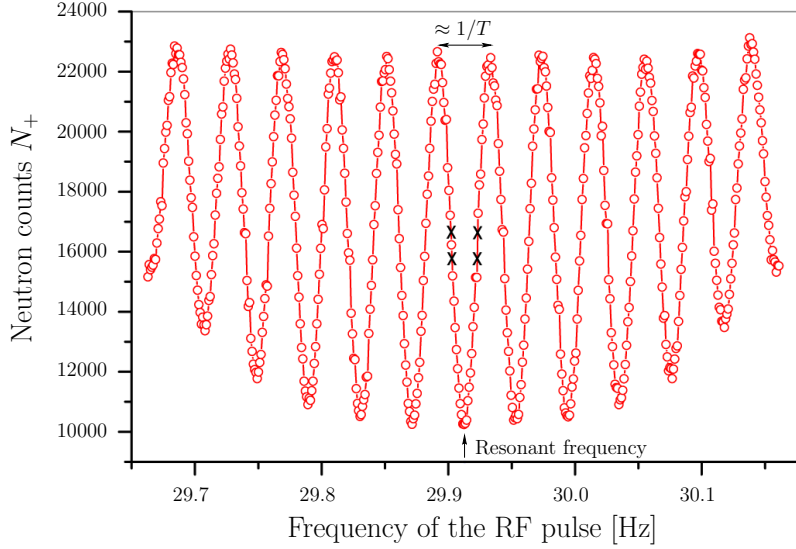 ≈ 1/T
24000
22000
20000
18000
16000
14000
12000
10000
Neutron counts N₊
Resonant frequency
29.7 29.8 29.9 30.0 30.1
Frequency of the RF pulse [Hz]